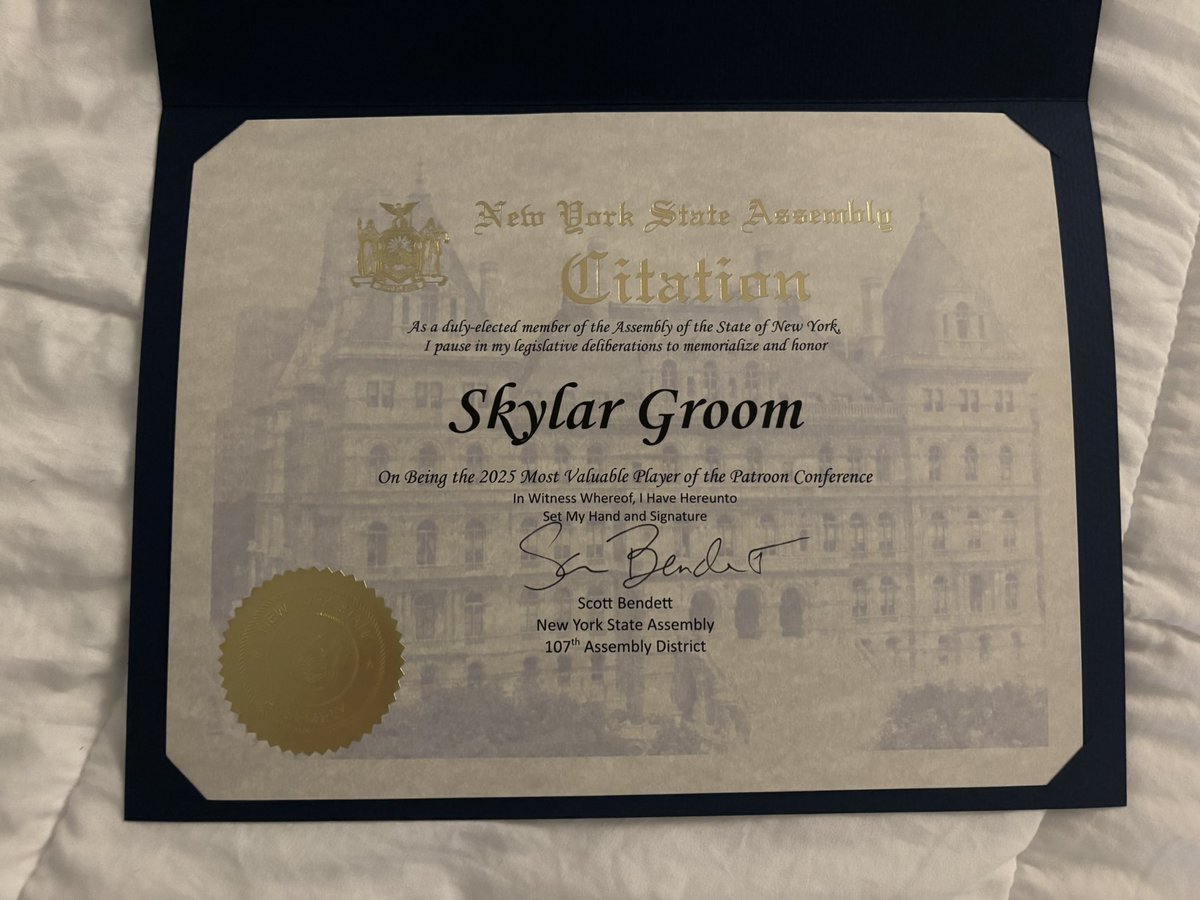 New York State Assembly
Citation
As a duly-elected member of the Assembly of the State of New York,
I pause in my legislative deliberations to memorialize and honor
Skylar Groom
On Being the 2025 Most Valuable Player of the Patroon Conference
In Witness Whereof, I Have Hereunto
Set My Hand and Signature
Scott Bendett
New York State Assembly
107th Assembly District